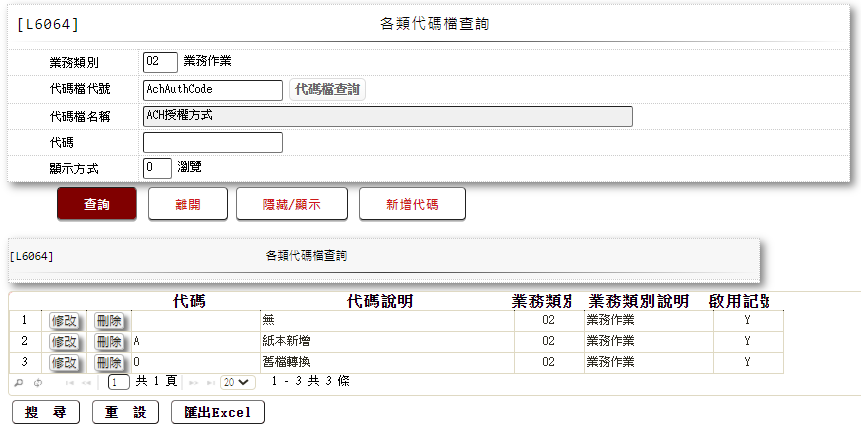 [L6064] 各類代碼檔查詢
業務類別 02 業務作業
代碼檔代號 AchAuthCode 代碼檔查詢
代碼檔名稱 ACH授權方式
代碼
顯示方式 0 瀏覽
查詢 離開 隱藏/顯示 新增代碼
[L6064] 各類代碼檔查詢
代碼 代碼說明 業務類別 業務類別說明 啟用記號
1 修改 刪除 無 02 業務作業 Y
2 修改 刪除 A 紙本新增 02 業務作業 Y
3 修改 刪除 O 舊檔轉換 02 業務作業 Y
1 共 1 頁 20 1 - 3 共 3 條
搜 尋 重 設 匯出Excel